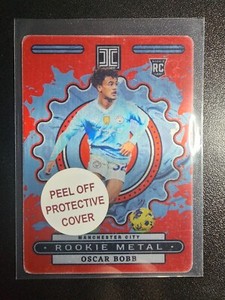 RC
PEEL OFF
PROTECTIVE
COVER
MANCHESTER CITY
ROOKIE METAL
OSCAR BOBB